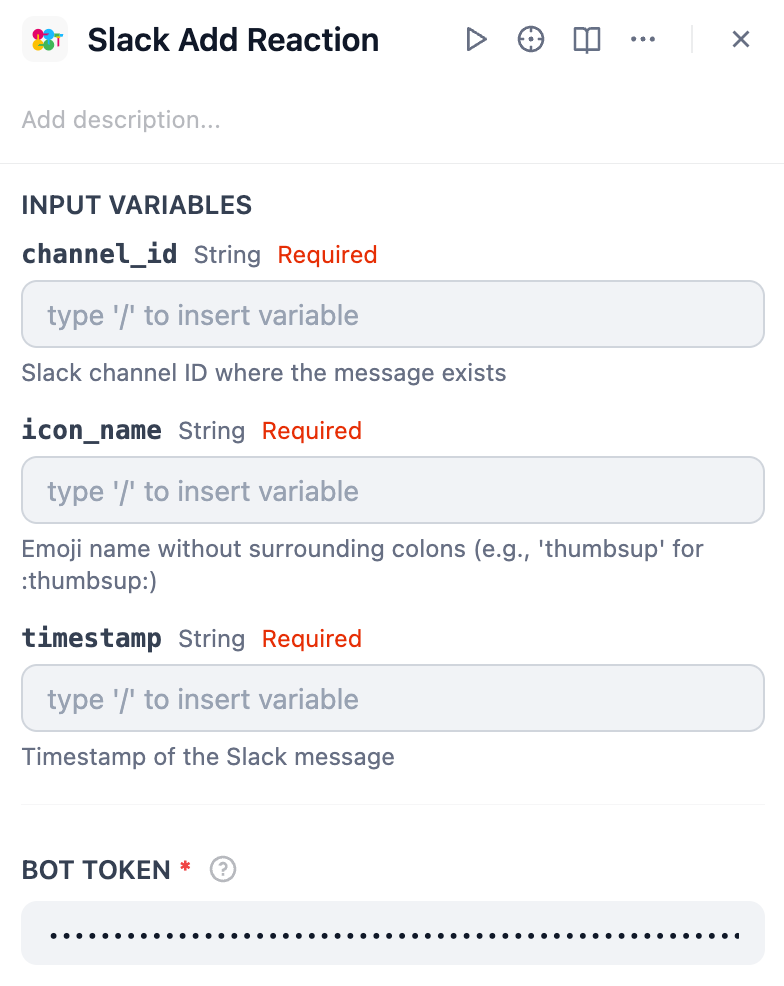 Slack Add Reaction
Add description...
INPUT VARIABLES
channel_id String Required
type '/' to insert variable
Slack channel ID where the message exists
icon_name String Required
type '/' to insert variable
Emoji name without surrounding colons (e.g., 'thumbsup' for
:thumbsup:)
timestamp String Required
type '/' to insert variable
Timestamp of the Slack message
BOT TOKEN *